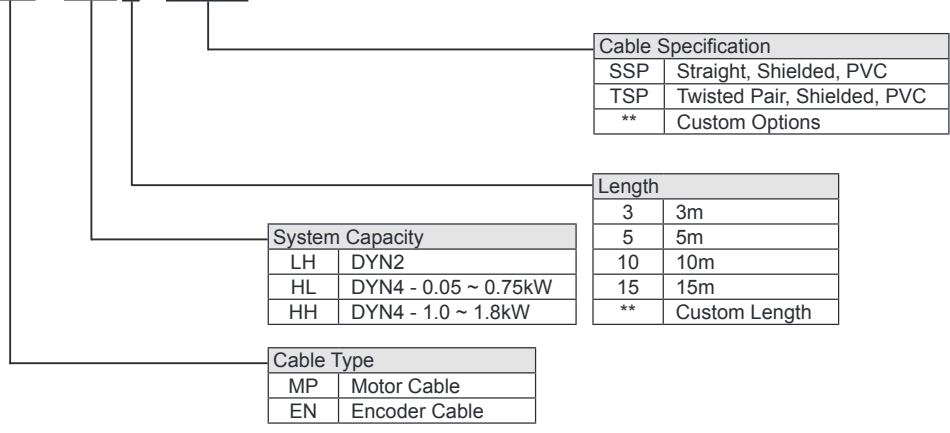 Cable Specification
SSP Straight, Shielded, PVC
TSP Twisted Pair, Shielded, PVC
** Custom Options
Length
3 3m
5 5m
10 10m
15 15m
** Custom Length
System Capacity
LH DYN2
HL DYN4 - 0.05 ~ 0.75kW
HH DYN4 - 1.0 ~ 1.8kW
Cable Type
MP Motor Cable
EN Encoder Cable